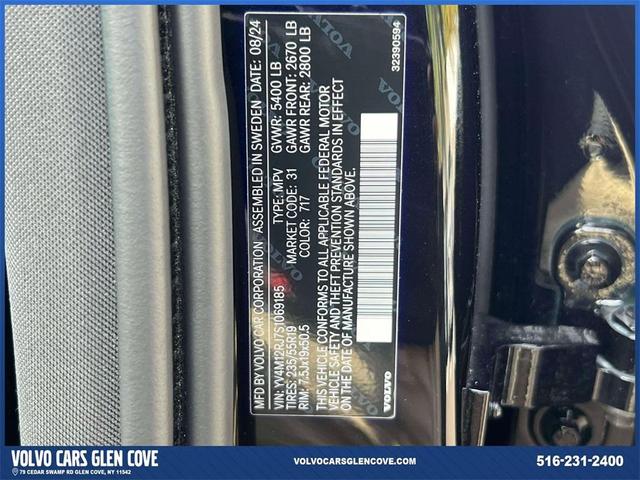 MFD BY VOLVO CAR CORPORATION ASSEMBLED IN SWEDEN DATE: 08/24
VIN: YV4M12RJ7S1069185 TYPE: MPV GVWR: 5400 LB
TIRES: 235/55R19 MARKET CODE: 31 GAWR FRONT: 2670 LB
RIM: 7.5Jx19x50.5 COLOR: 717 GAWR REAR: 2800 LB
THIS VEHICLE CONFORMS TO ALL APPLICABLE FEDERAL MOTOR
VEHICLE SAFETY AND THEFT PREVENTION STANDARDS IN EFFECT
ON THE DATE OF MANUFACTURE SHOWN ABOVE.
VOLVO 32390594
VOLVO CARS GLEN COVE
79 CEDAR SWAMP RD GLEN COVE, NY 11542
VOLVOCARSGLENCOVE.COM
516-231-2400